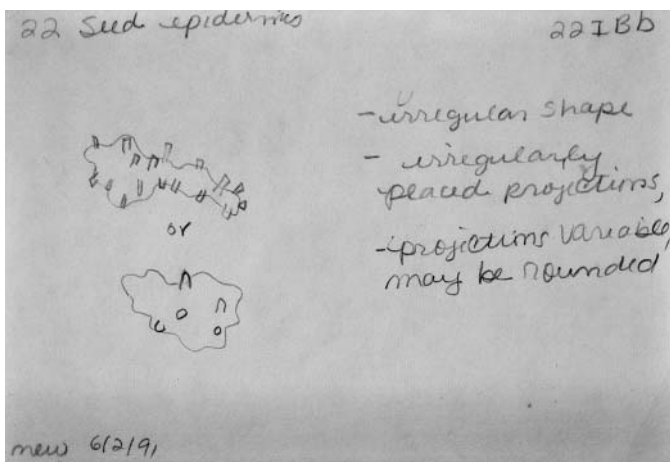 22 Seed epidermis
22IBb
-irregular shape
- irregularly
placed projections,
-projections variable,
may be rounded
or
new 6/2/91